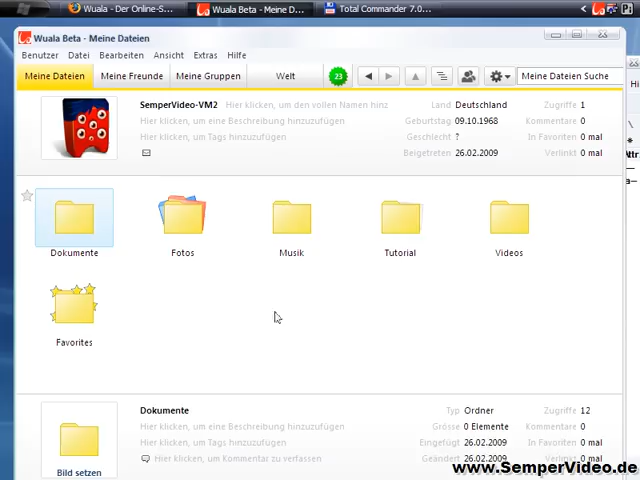 Wuala - Der Online-S...
Wuala Beta - Meine D...
Total Commander 7.0...
Wuala Beta - Meine Dateien
Benutzer Datei Bearbeiten Ansicht Extras Hilfe
Meine Dateien Meine Freunde Meine Gruppen Welt 23 Meine Dateien Suche
SemperVideo-VM2 Hier klicken, um den vollen Namen hinz Land Deutschland Zugriffe 1
Hier klicken, um eine Beschreibung hinzuzufügen Geburtstag 09.10.1968 Kommentare 0
Hier klicken, um Tags hinzuzufügen Geschlecht ? In Favoriten 0 mal
Beigetreten 26.02.2009 Verlinkt 0 mal
Dokumente Fotos Musik Tutorial Videos
Favorites
Dokumente Typ Ordner Zugriffe 12
Hier klicken, um eine Beschreibung hinzuzufügen Grösse 0 Elemente Kommentare 0
Hier klicken, um Tags hinzuzufügen Eingefügt 26.02.2009 In Favoriten 0 mal
Hier klicken, um Kommentar zu verfassen Geändert 26.02.2009 Verlinkt 0 mal
Bild setzen
www.SemperVideo.de